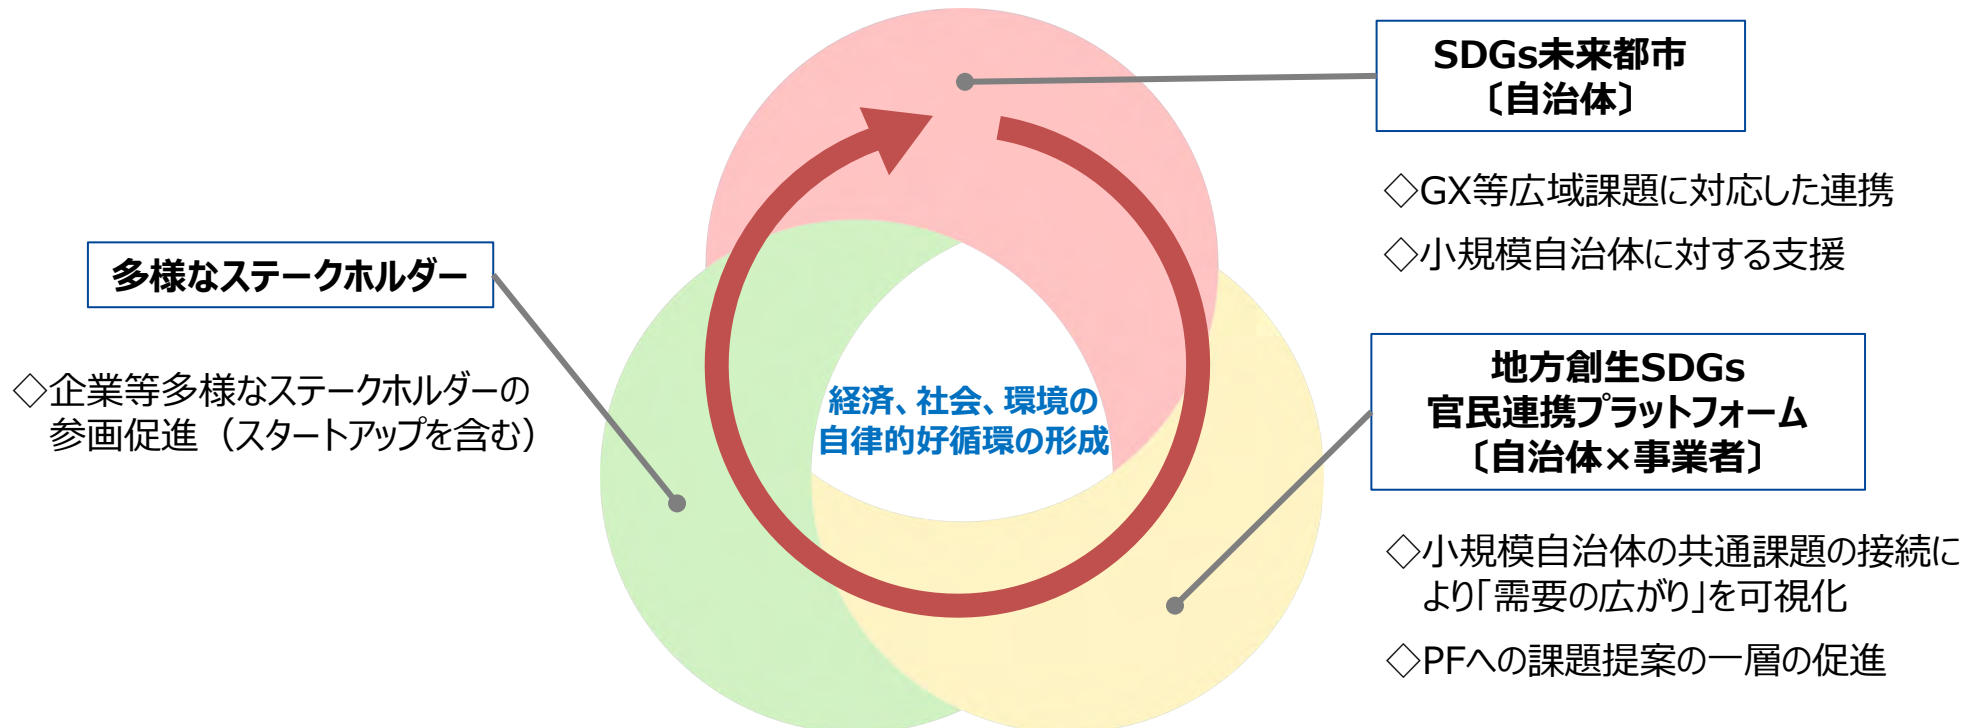 SDGs未来都市
〔自治体〕
◇GX等広域課題に対応した連携
◇小規模自治体に対する支援
多様なステークホルダー
◇企業等多様なステークホルダーの
参画促進（スタートアップを含む）
経済、社会、環境の
自律的好循環の形成
地方創生SDGs
官民連携プラットフォーム
〔自治体×事業者〕
◇小規模自治体の共通課題の接続に
より「需要の広がり」を可視化
◇PFへの課題提案の一層の促進